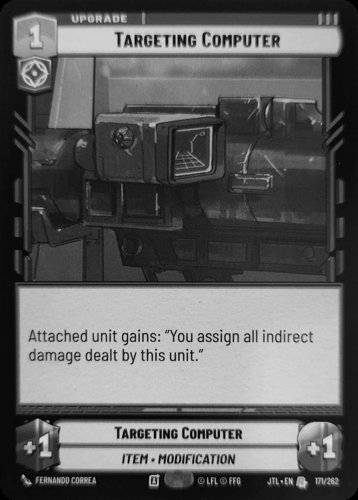 UPGRADE
1
TARGETING COMPUTER
Attached unit gains: "You assign all indirect
damage dealt by this unit."
+1
TARGETING COMPUTER
+1
ITEM • MODIFICATION
FERNANDO CORREA
© LFL © FFG
JTL • EN
171/262